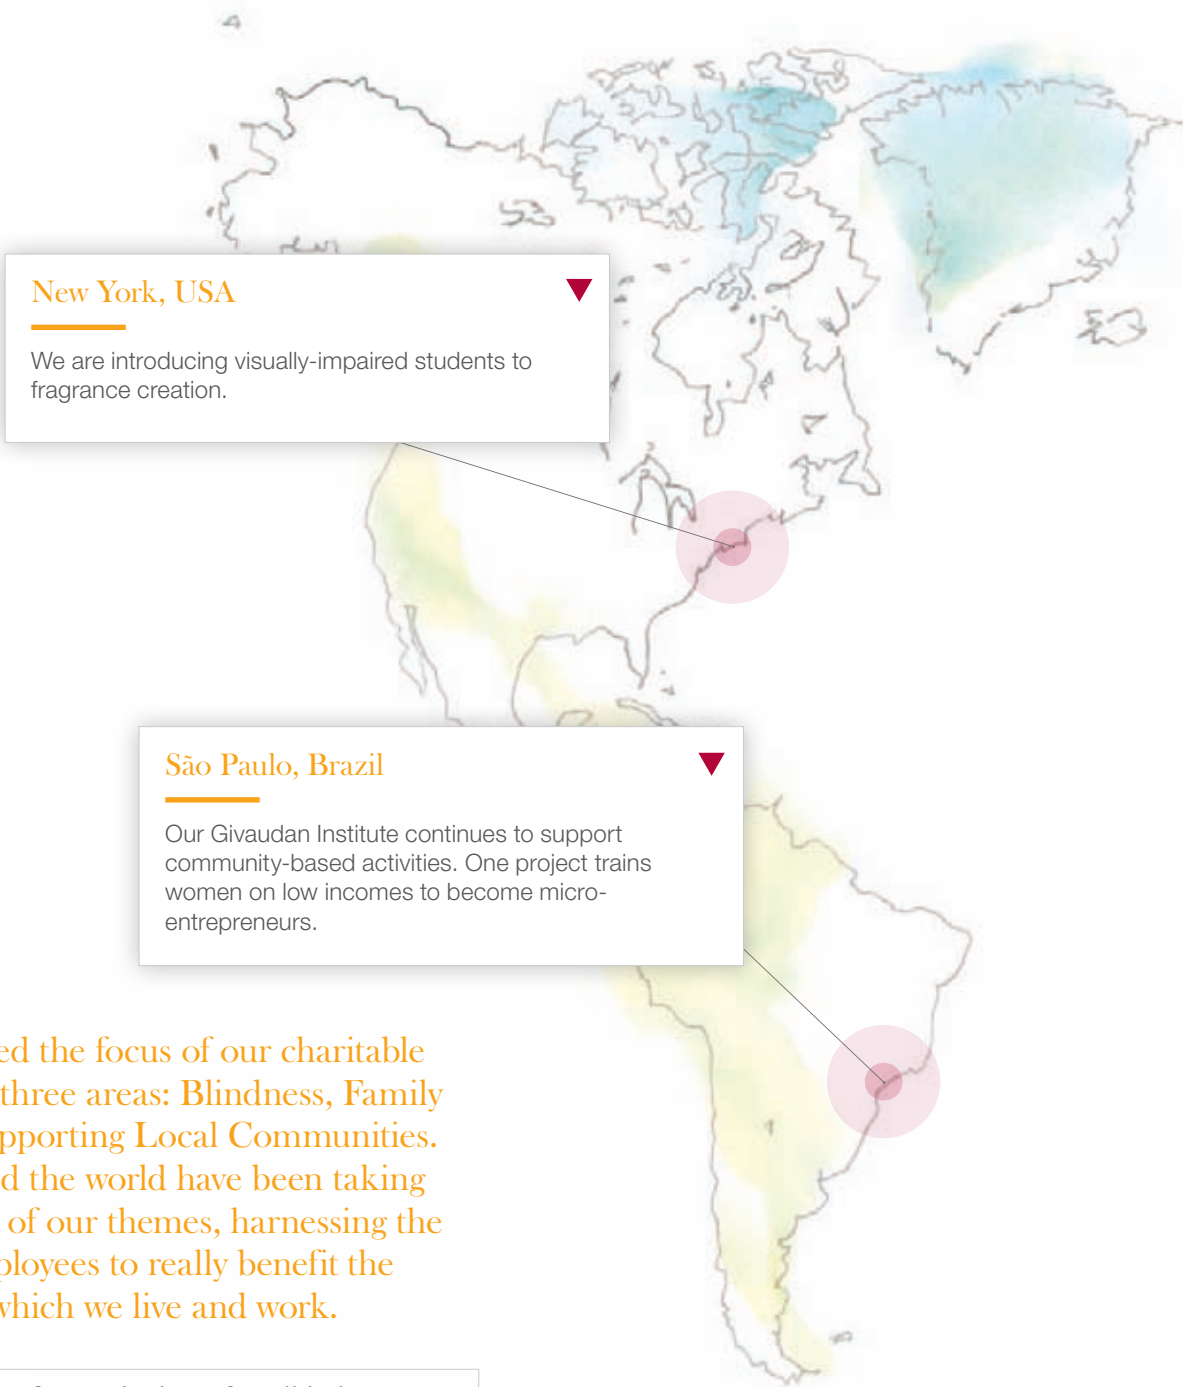 New York, USA
We are introducing visually-impaired students to
fragrance creation.
São Paulo, Brazil
Our Givaudan Institute continues to support
community-based activities. One project trains
women on low incomes to become micro-
entrepreneurs.
ed the focus of our charitable
three areas: Blindness, Family
pporting Local Communities.
d the world have been taking
of our themes, harnessing the
ployees to really benefit the
which we live and work.